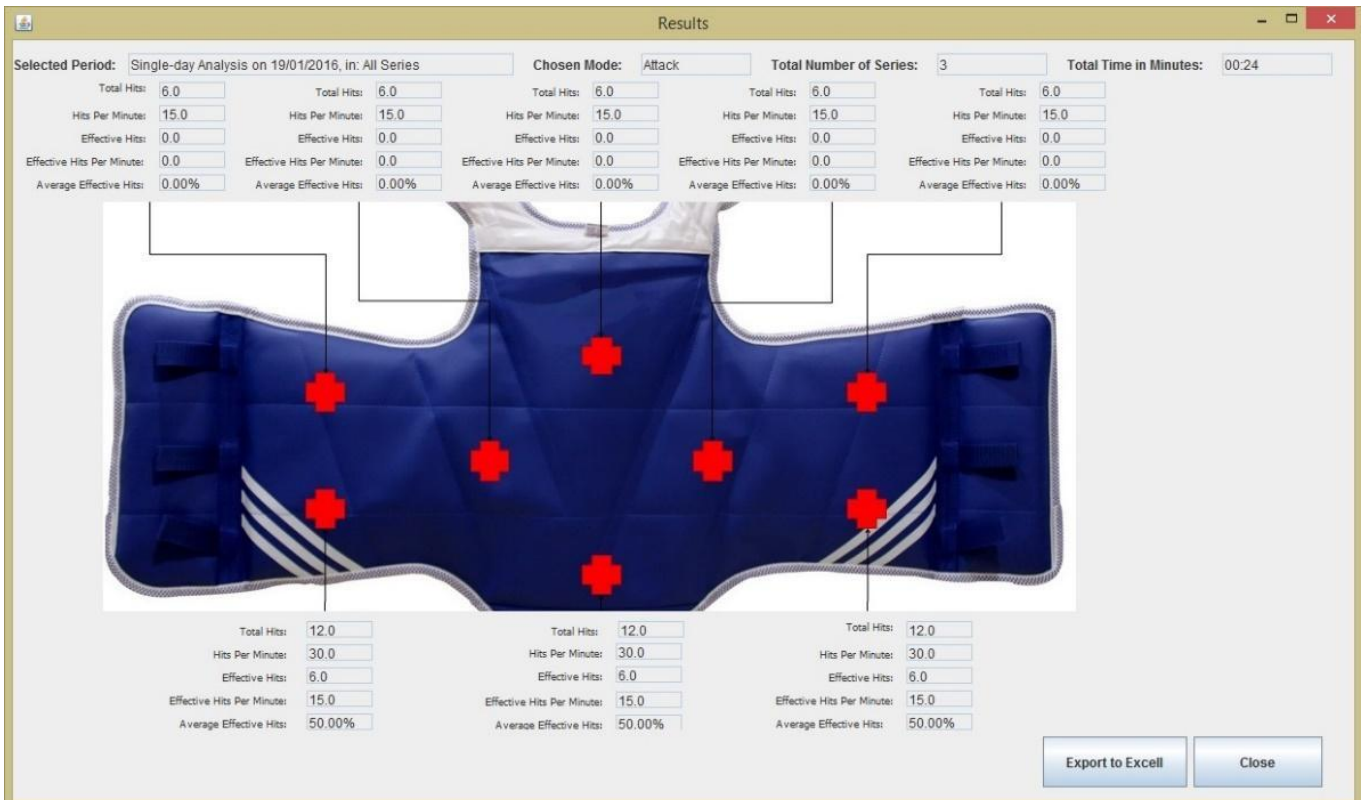 Results
Selected Period: Single-day Analysis on 19/01/2016, in: All Series Chosen Mode: Attack Total Number of Series: 3 Total Time in Minutes: 00:24
Total Hits: 6.0 Total Hits: 6.0 Total Hits: 6.0 Total Hits: 6.0 Total Hits: 6.0
Hits Per Minute: 15.0 Hits Per Minute: 15.0 Hits Per Minute: 15.0 Hits Per Minute: 15.0 Hits Per Minute: 15.0
Effective Hits: 0.0 Effective Hits: 0.0 Effective Hits: 0.0 Effective Hits: 0.0 Effective Hits: 0.0
Effective Hits Per Minute: 0.0 Effective Hits Per Minute: 0.0 Effective Hits Per Minute: 0.0 Effective Hits Per Minute: 0.0 Effective Hits Per Minute: 0.0
Average Effective Hits: 0.00% Average Effective Hits: 0.00% Average Effective Hits: 0.00% Average Effective Hits: 0.00% Average Effective Hits: 0.00%
Total Hits: 12.0 Total Hits: 12.0 Total Hits: 12.0
Hits Per Minute: 30.0 Hits Per Minute: 30.0 Hits Per Minute: 30.0
Effective Hits: 6.0 Effective Hits: 6.0 Effective Hits: 6.0
Effective Hits Per Minute: 15.0 Effective Hits Per Minute: 15.0 Effective Hits Per Minute: 15.0
Average Effective Hits: 50.00% Average Effective Hits: 50.00% Average Effective Hits: 50.00%
Export to Excell Close